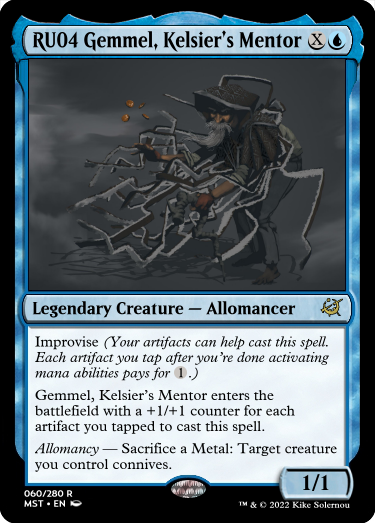 RU04 Gemmel, Kelsier's Mentor X
Legendary Creature — Allomancer
Improvise (Your artifacts can help cast this spell.
Each artifact you tap after you're done activating
mana abilities pays for 1.)
Gemmel, Kelsier's Mentor enters the
battlefield with a +1/+1 counter for each
artifact you tapped to cast this spell.
Allomancy — Sacrifice a Metal: Target creature
you control connives.
1/1
060/280 R
MST • EN
™ & © 2022 Kike Solernou